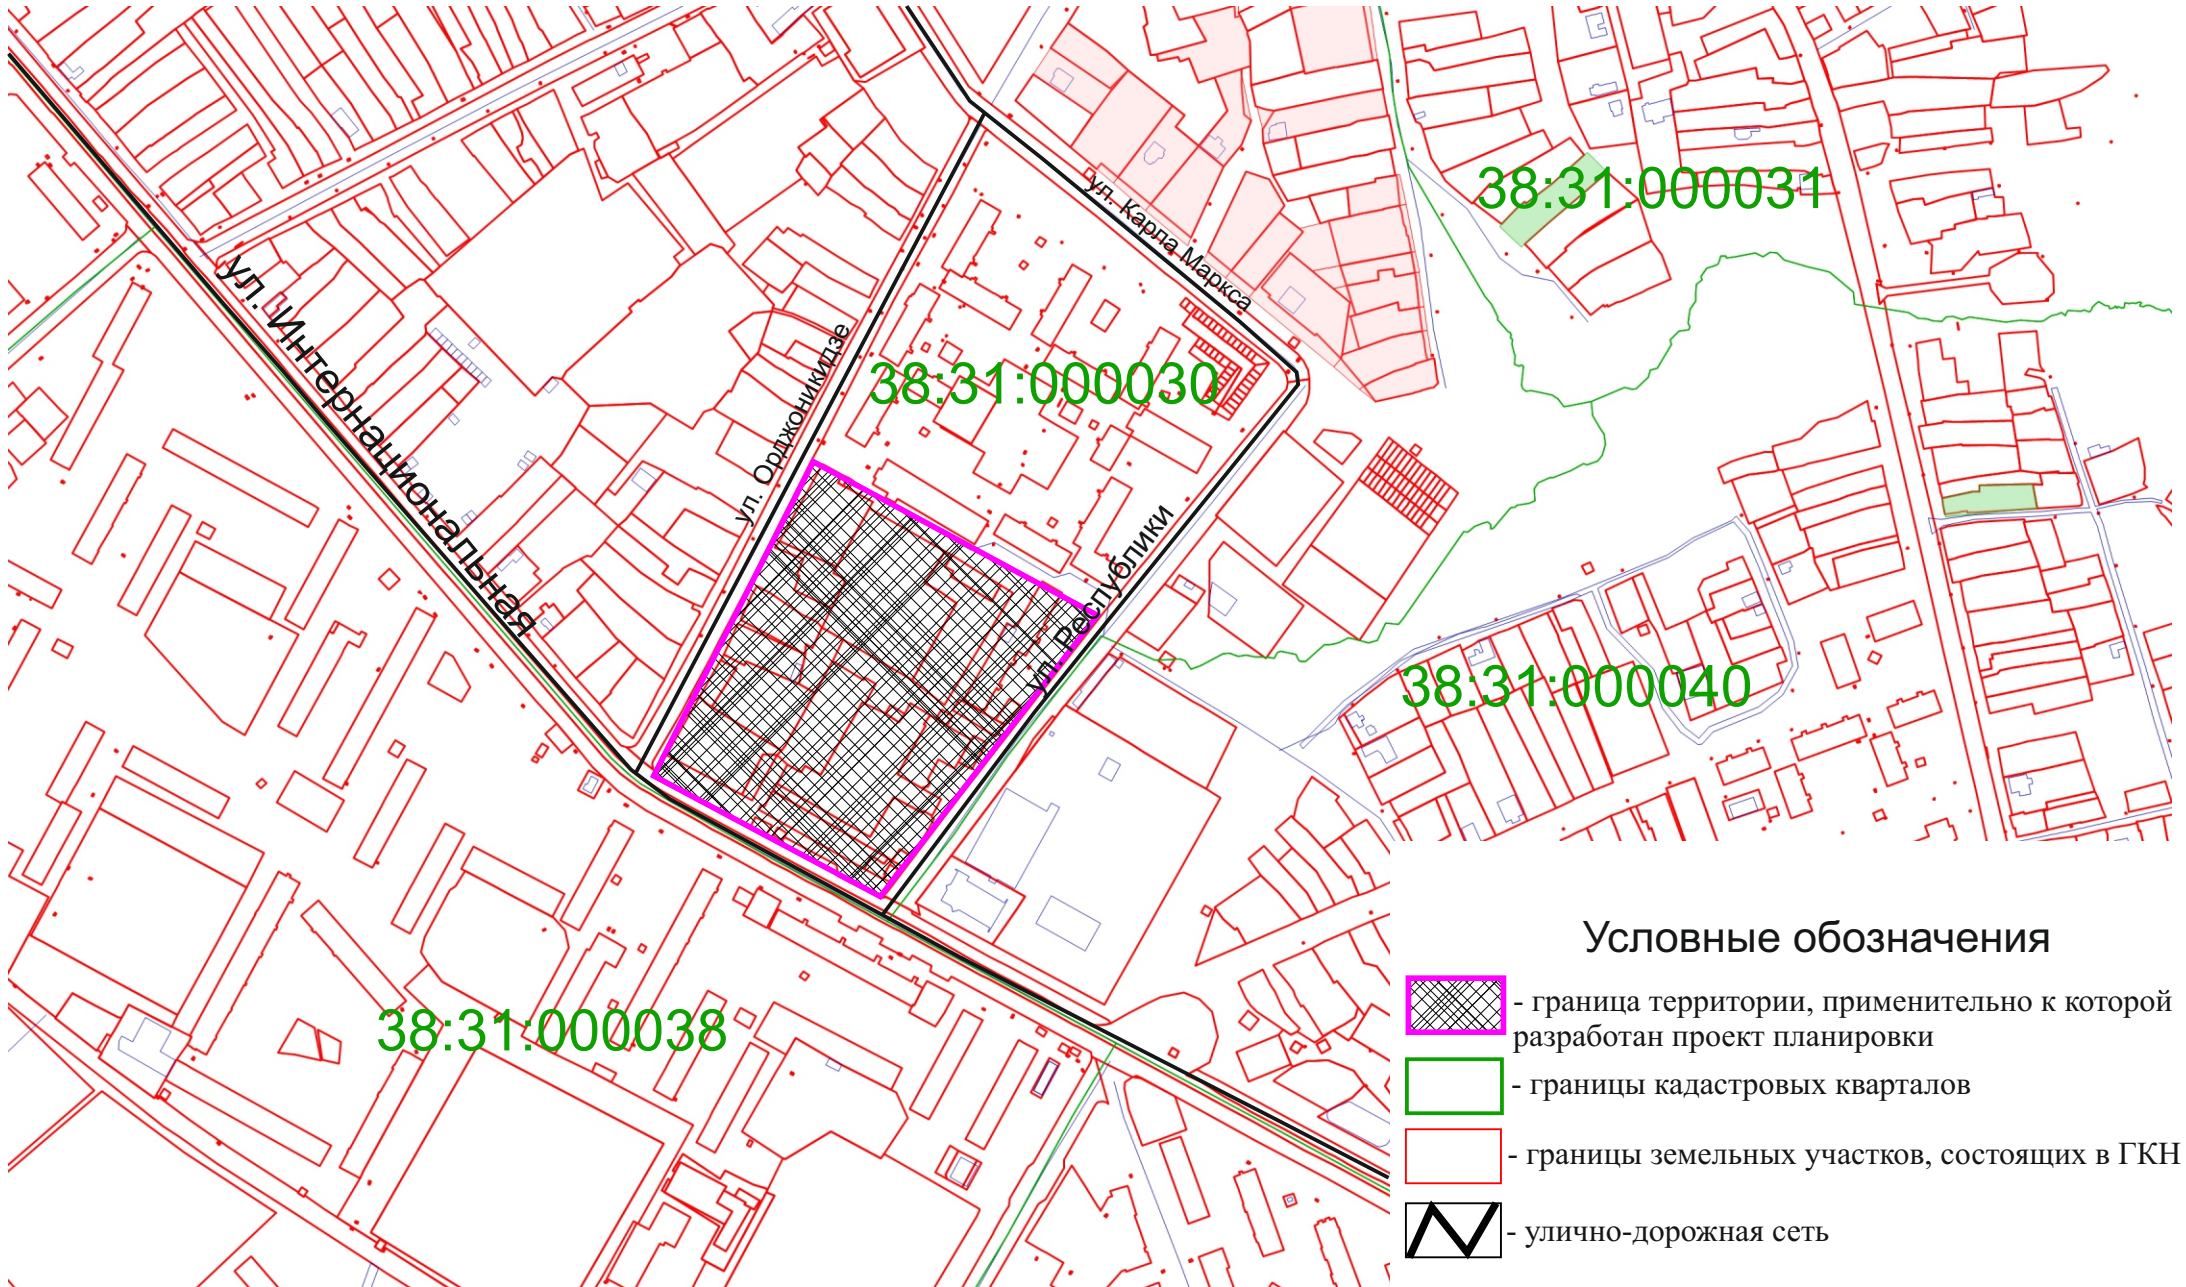 ул. Карла Маркса
38:31:000031
ул. Интернациональная
ул. Орджоникидзе
38:31:000030
ул. Республики
38:31:000040
38:31:000038
Условные обозначения
- граница территории, применительно к которой
разработан проект планировки
- границы кадастровых кварталов
- границы земельных участков, состоящих в ГКН
- улично-дорожная сеть